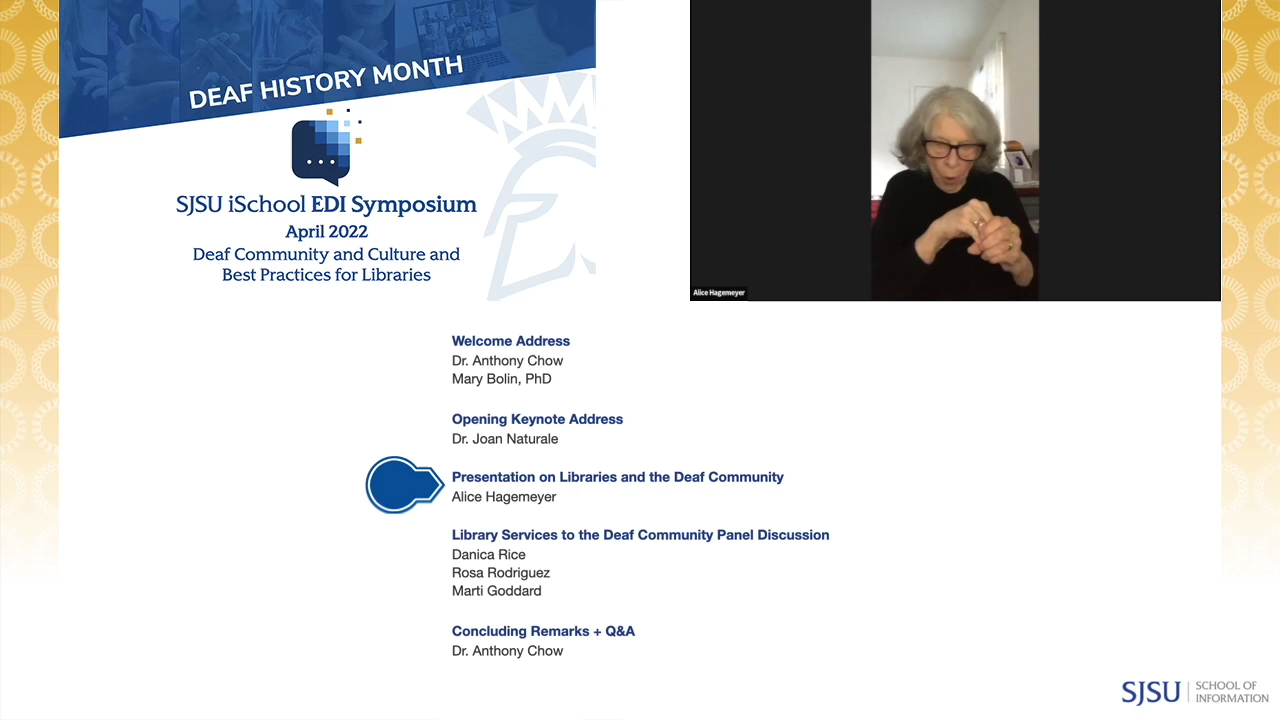 DEAF HISTORY MONTH
SJSU iSchool EDI Symposium
April 2022
Deaf Community and Culture and
Best Practices for Libraries
Alice Hagemeyer
Welcome Address
Dr. Anthony Chow
Mary Bolin, PhD
Opening Keynote Address
Dr. Joan Naturale
Presentation on Libraries and the Deaf Community
Alice Hagemeyer
Library Services to the Deaf Community Panel Discussion
Danica Rice
Rosa Rodriguez
Marti Goddard
Concluding Remarks + Q&A
Dr. Anthony Chow
SJSU SCHOOL OF
INFORMATION